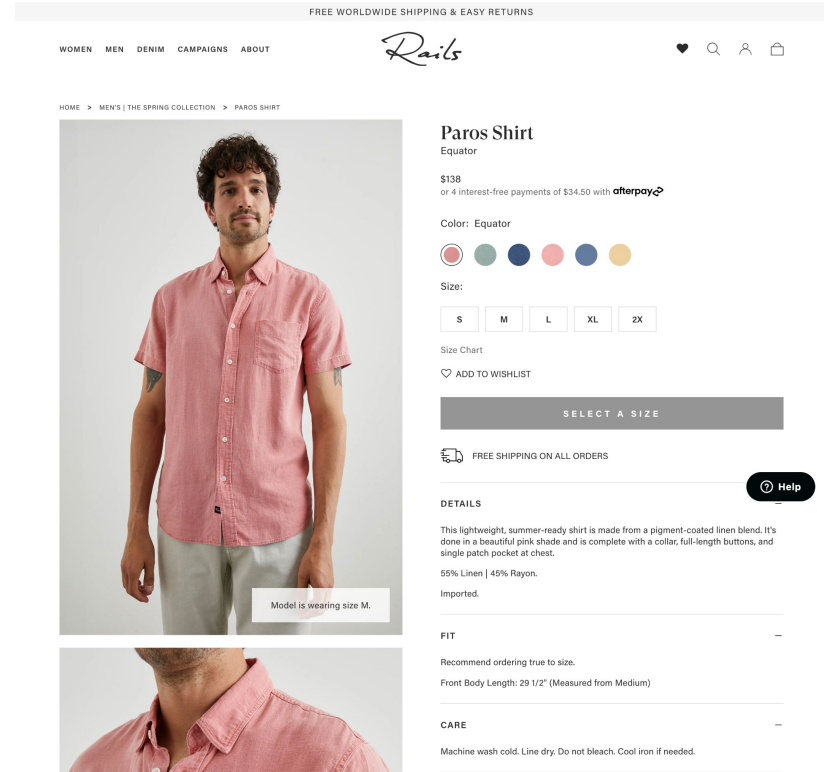 FREE WORLDWIDE SHIPPING & EASY RETURNS
WOMEN MEN DENIM CAMPAIGNS ABOUT
Rails
HOME > MEN'S | THE SPRING COLLECTION > PAROS SHIRT
Paros Shirt
Equator
$138
or 4 interest-free payments of $34.50 with afterpay
Color: Equator
Size:
S M L XL 2X
Size Chart
ADD TO WISHLIST
SELECT A SIZE
FREE SHIPPING ON ALL ORDERS
Help
DETAILS
This lightweight, summer-ready shirt is made from a pigment-coated linen blend. It's
done in a beautiful pink shade and is complete with a collar, full-length buttons, and
single patch pocket at chest.
55% Linen | 45% Rayon.
Imported.
Model is wearing size M.
FIT
Recommend ordering true to size.
Front Body Length: 29 1/2" (Measured from Medium)
CARE
Machine wash cold. Line dry. Do not bleach. Cool iron if needed.